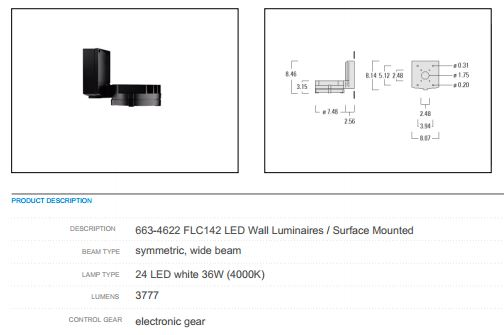 8.46
3.15
ø 7.48
2.56
8.14
5.12
2.48
ø 0.31
ø 1.75
ø 0.20
2.48
3.94
8.07
PRODUCT DESCRIPTION
DESCRIPTION 663-4622 FLC142 LED Wall Luminaires / Surface Mounted
BEAM TYPE symmetric, wide beam
LAMP TYPE 24 LED white 36W (4000K)
LUMENS 3777
CONTROL GEAR electronic gear